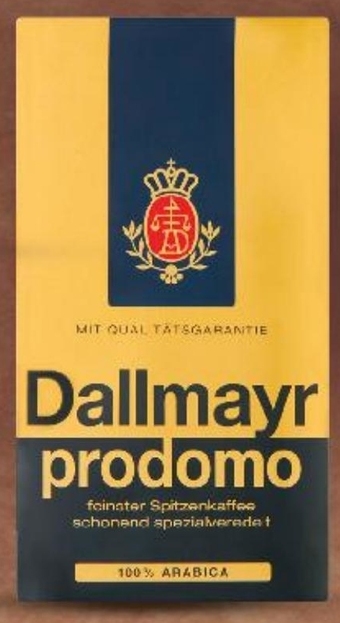 MIT QUALITÄTSGARANTIE
Dallmayr
prodomo
feinster Spitzenkaffee
schonend spezialveredelt
100% ARABICA